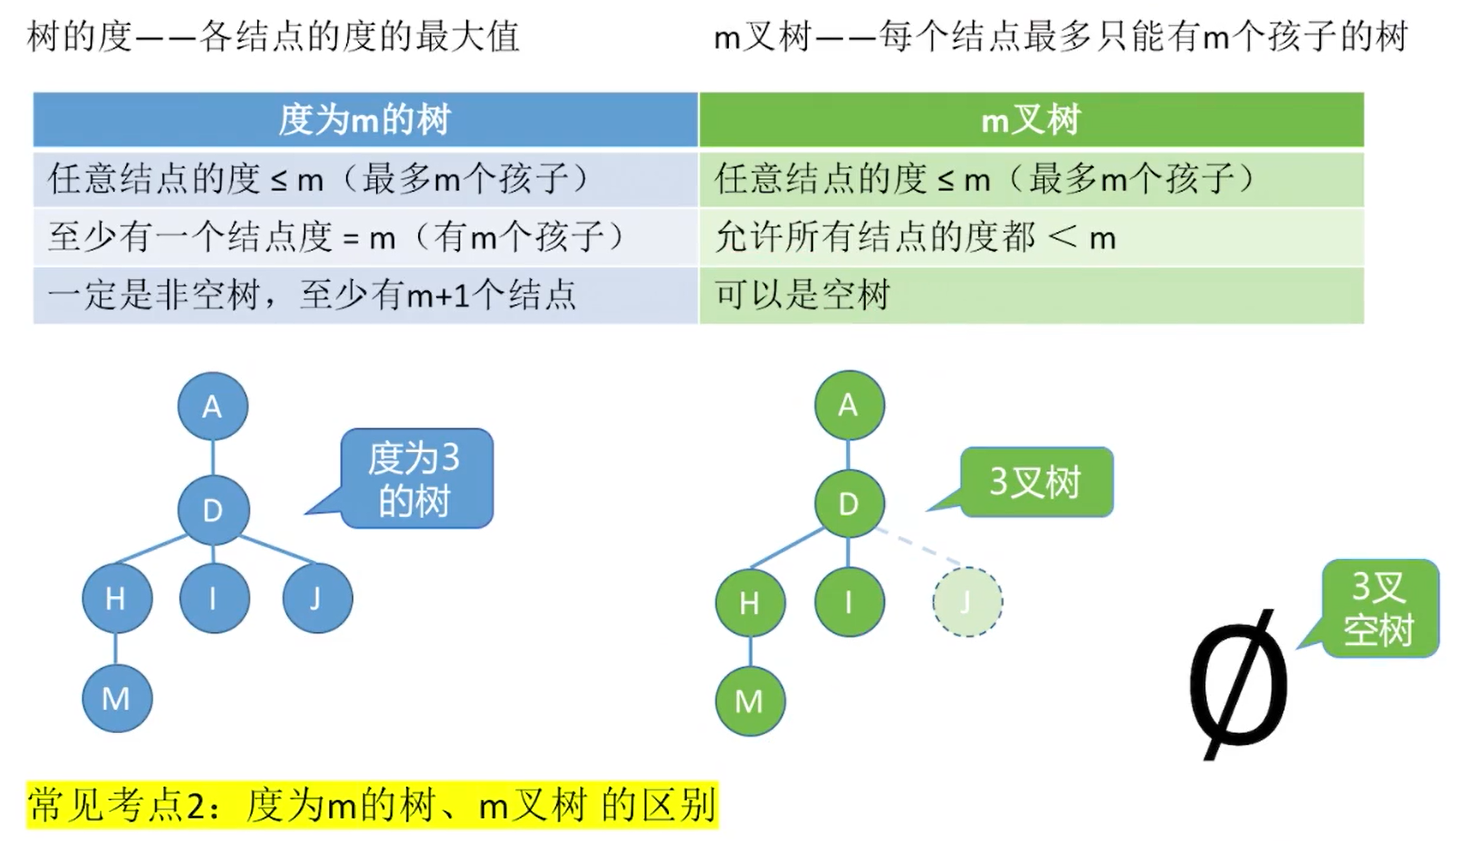 树的度——各结点的度的最大值
m叉树——每个结点最多只能有m个孩子的树
度为m的树
m叉树
任意结点的度 ≤ m（最多m个孩子）
任意结点的度 ≤ m（最多m个孩子）
至少有一个结点度 = m（有m个孩子）
允许所有结点的度都 ＜ m
一定是非空树，至少有m+1个结点
可以是空树
A
D
H
I
J
M
度为3
的树
A
D
H
I
J
M
3叉树
Ø
3叉
空树
常见考点2：度为m的树、m叉树 的区别